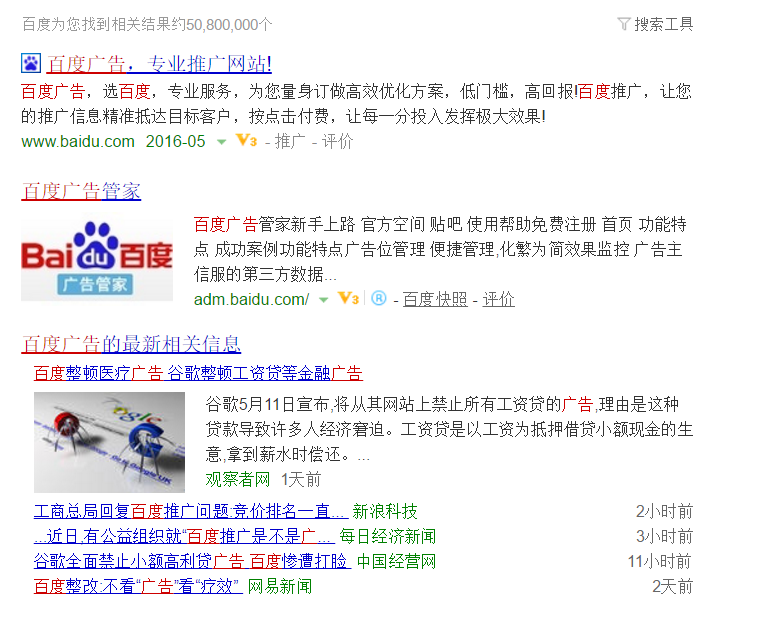 百度为您找到相关结果约50,800,000个
搜索工具
百度广告，专业推广网站!
百度广告，选百度，专业服务，为您量身订做高效优化方案，低门槛，高回报!百度推广，让您
的推广信息精准抵达目标客户，按点击付费，让每一分投入发挥极大效果!
www.baidu.com 2016-05 V3 - 推广 - 评价
百度广告管家
Bai du 百度
广告管家
百度广告管家新手上路 官方空间 贴吧 使用帮助免费注册 首页 功能特
点 成功案例功能特点广告位管理 便捷管理,化繁为简效果监控 广告主
信服的第三方数据...
adm.baidu.com/ V3 ® - 百度快照 - 评价
百度广告的最新相关信息
百度整顿医疗广告 谷歌整顿工资贷等金融广告
谷歌5月11日宣布,将从其网站上禁止所有工资贷的广告,理由是这种
贷款导致许多人经济窘迫。工资贷是以工资为抵押借贷小额现金的生
意,拿到薪水时偿还。...
观察者网 1天前
工商总局回复百度推广问题:竞价排名一直... 新浪科技 2小时前
...近日,有公益组织就“百度推广是不是广... 每日经济新闻 3小时前
谷歌全面禁止小额高利贷广告 百度惨遭打脸 中国经营网 11小时前
百度整改:不看“广告”看“疗效” 网易新闻 2天前